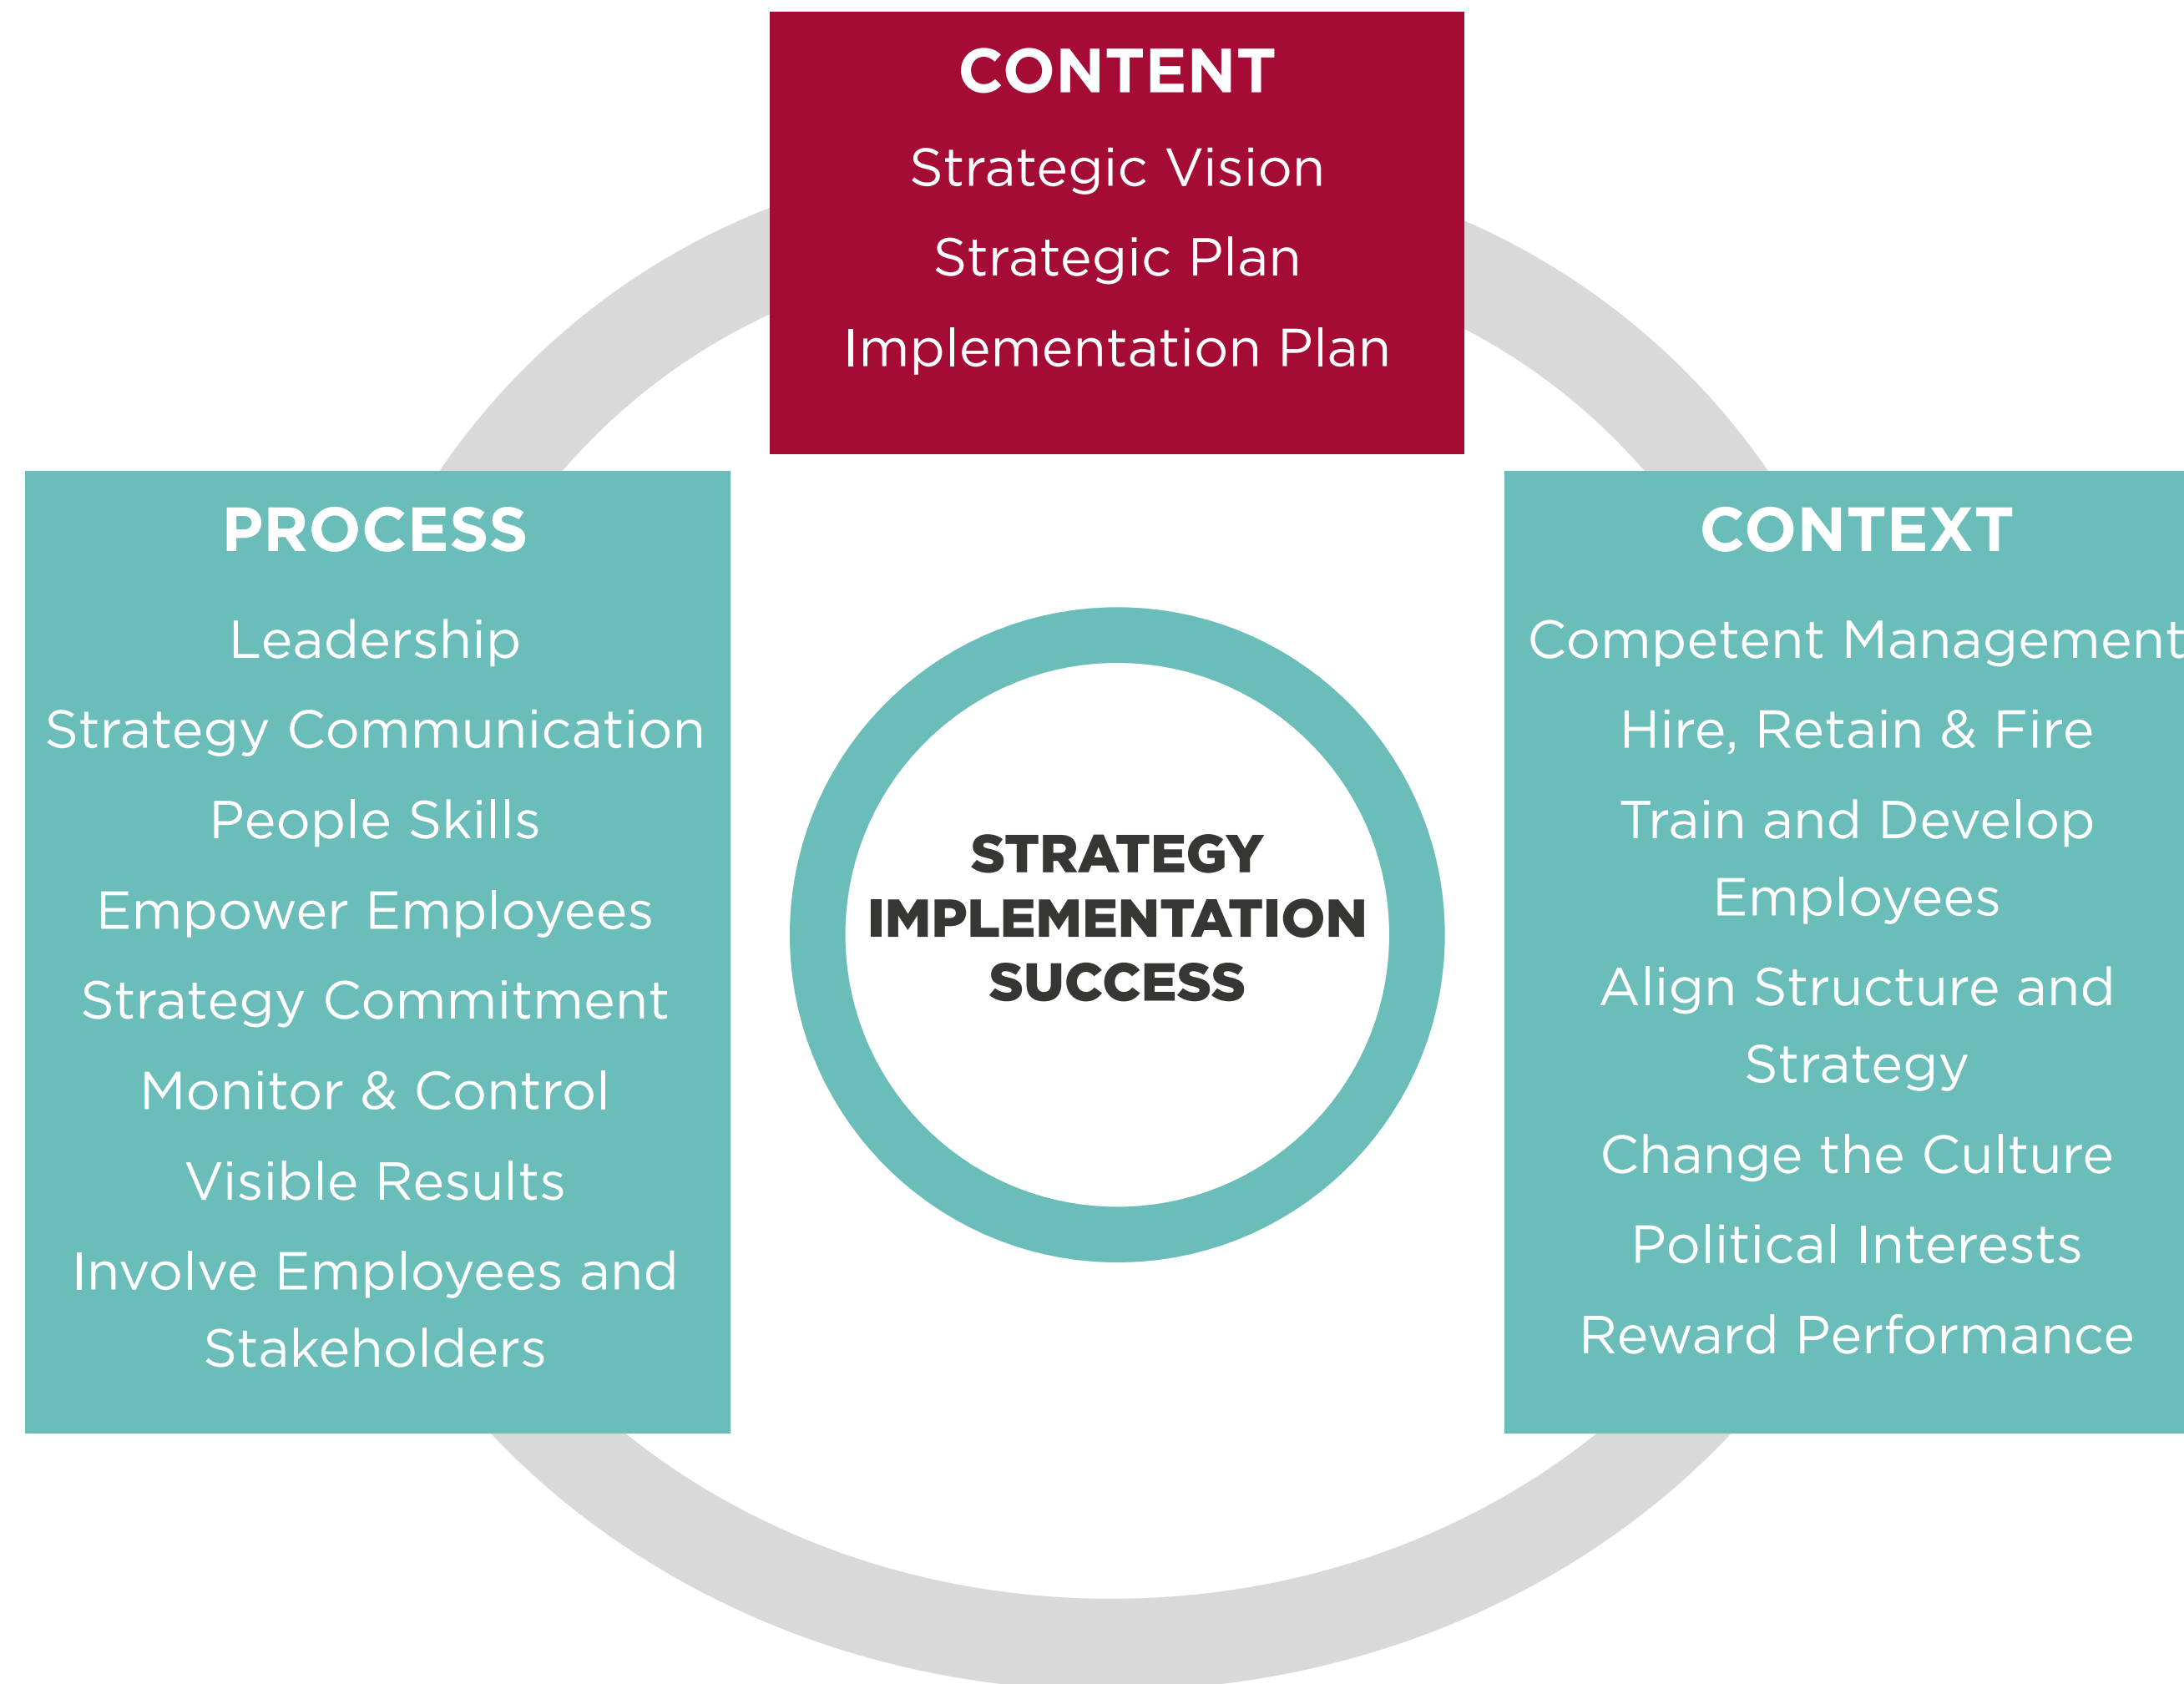 CONTENT
Strategic Vision
Strategic Plan
Implementation Plan
PROCESS
Leadership
Strategy Communication
People Skills
Empower Employees
Strategy Commitment
Monitor & Control
Visible Results
Involve Employees and
Stakeholders
STRATEGY
IMPLEMENTATION
SUCCESS
CONTEXT
Competent Management
Hire, Retain & Fire
Train and Develop
Employees
Align Structure and
Strategy
Change the Culture
Political Interests
Reward Performance